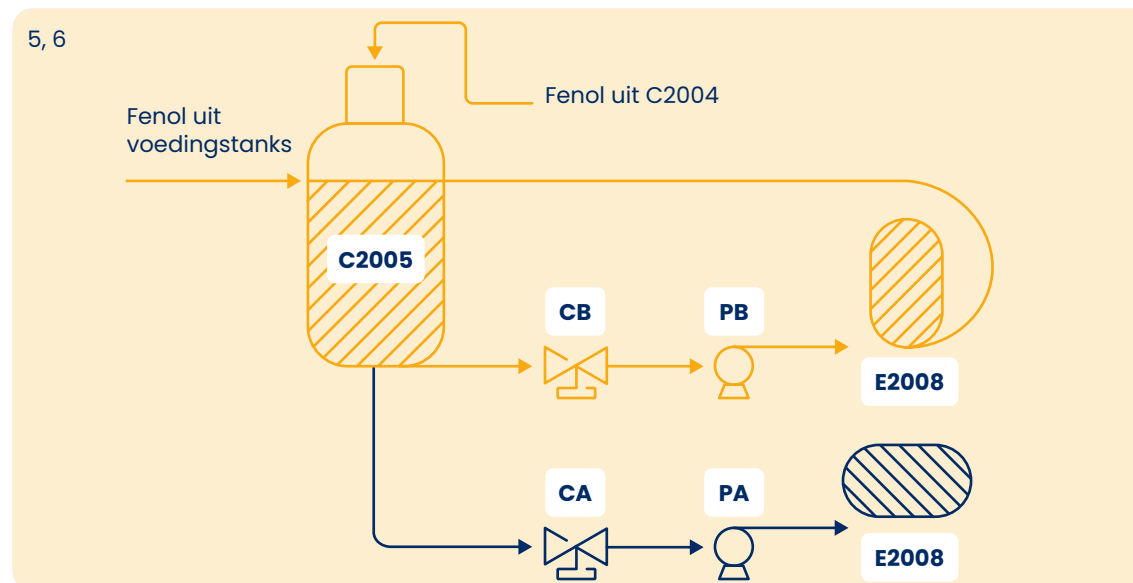 5, 6
Fenol uit C2004
Fenol uit
voedingstanks
C2005
CB
PB
E2008
CA
PA
E2008